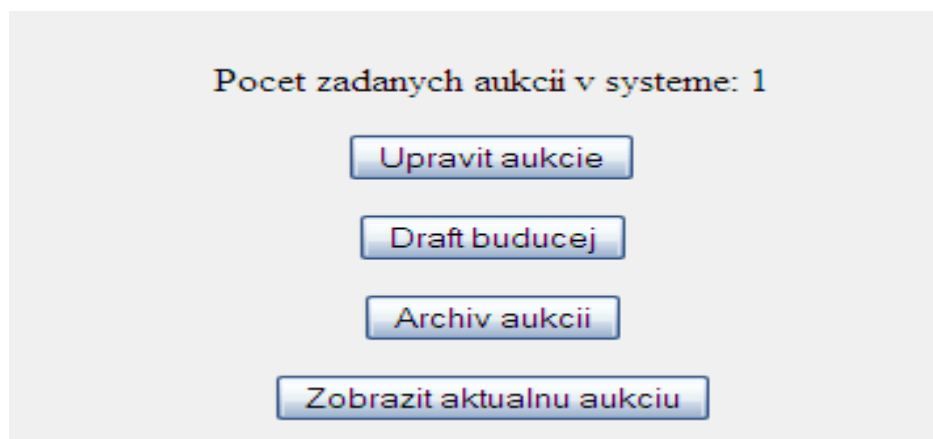 Pocet zadanych aukcii v systeme: 1
Upravit aukcie
Draft buducej
Archiv aukcii
Zobrazit aktualnu aukciu